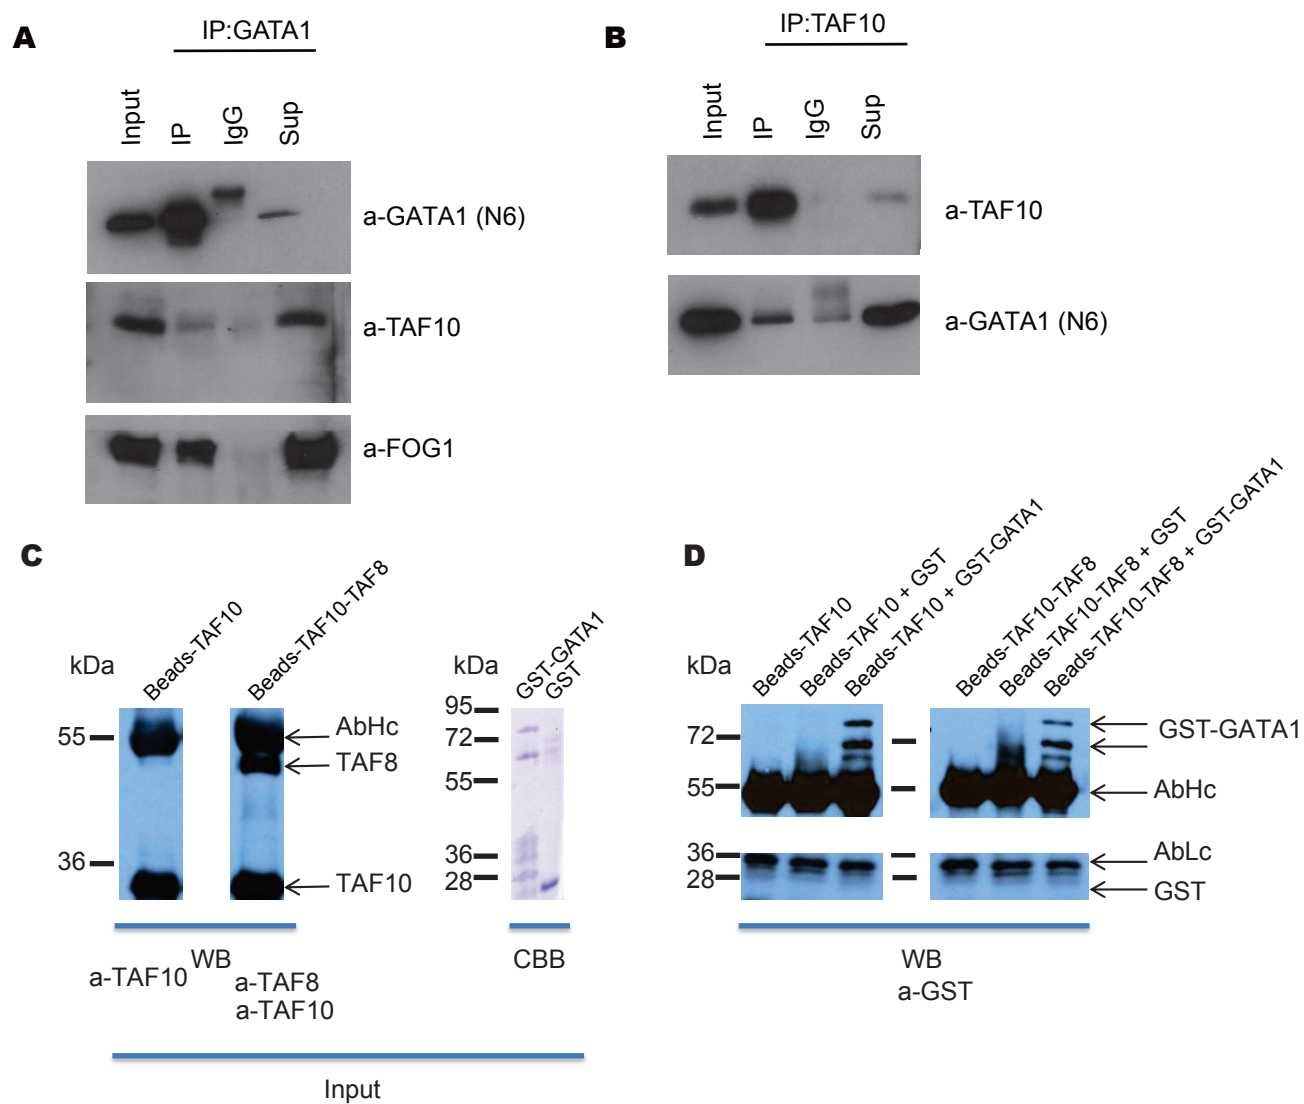 A
IP:GATA1
Input
IP
IgG
Sup
a-GATA1 (N6)
a-TAF10
a-FOG1
B
IP:TAF10
Input
IP
IgG
Sup
a-TAF10
a-GATA1 (N6)
C
kDa
Beads-TAF10
Beads-TAF10-TAF8
55
36
AbHc
TAF8
TAF10
WB
a-TAF10
a-TAF8
a-TAF10
kDa
GST-GATA1
GST
95
72
55
36
28
CBB
Input
D
kDa
Beads-TAF10
Beads-TAF10 + GST
Beads-TAF10 + GST-GATA1
Beads-TAF10-TAF8
Beads-TAF10-TAF8 + GST
Beads-TAF10-TAF8 + GST-GATA1
72
55
36
28
GST-GATA1
AbHc
AbLc
GST
WB
a-GST